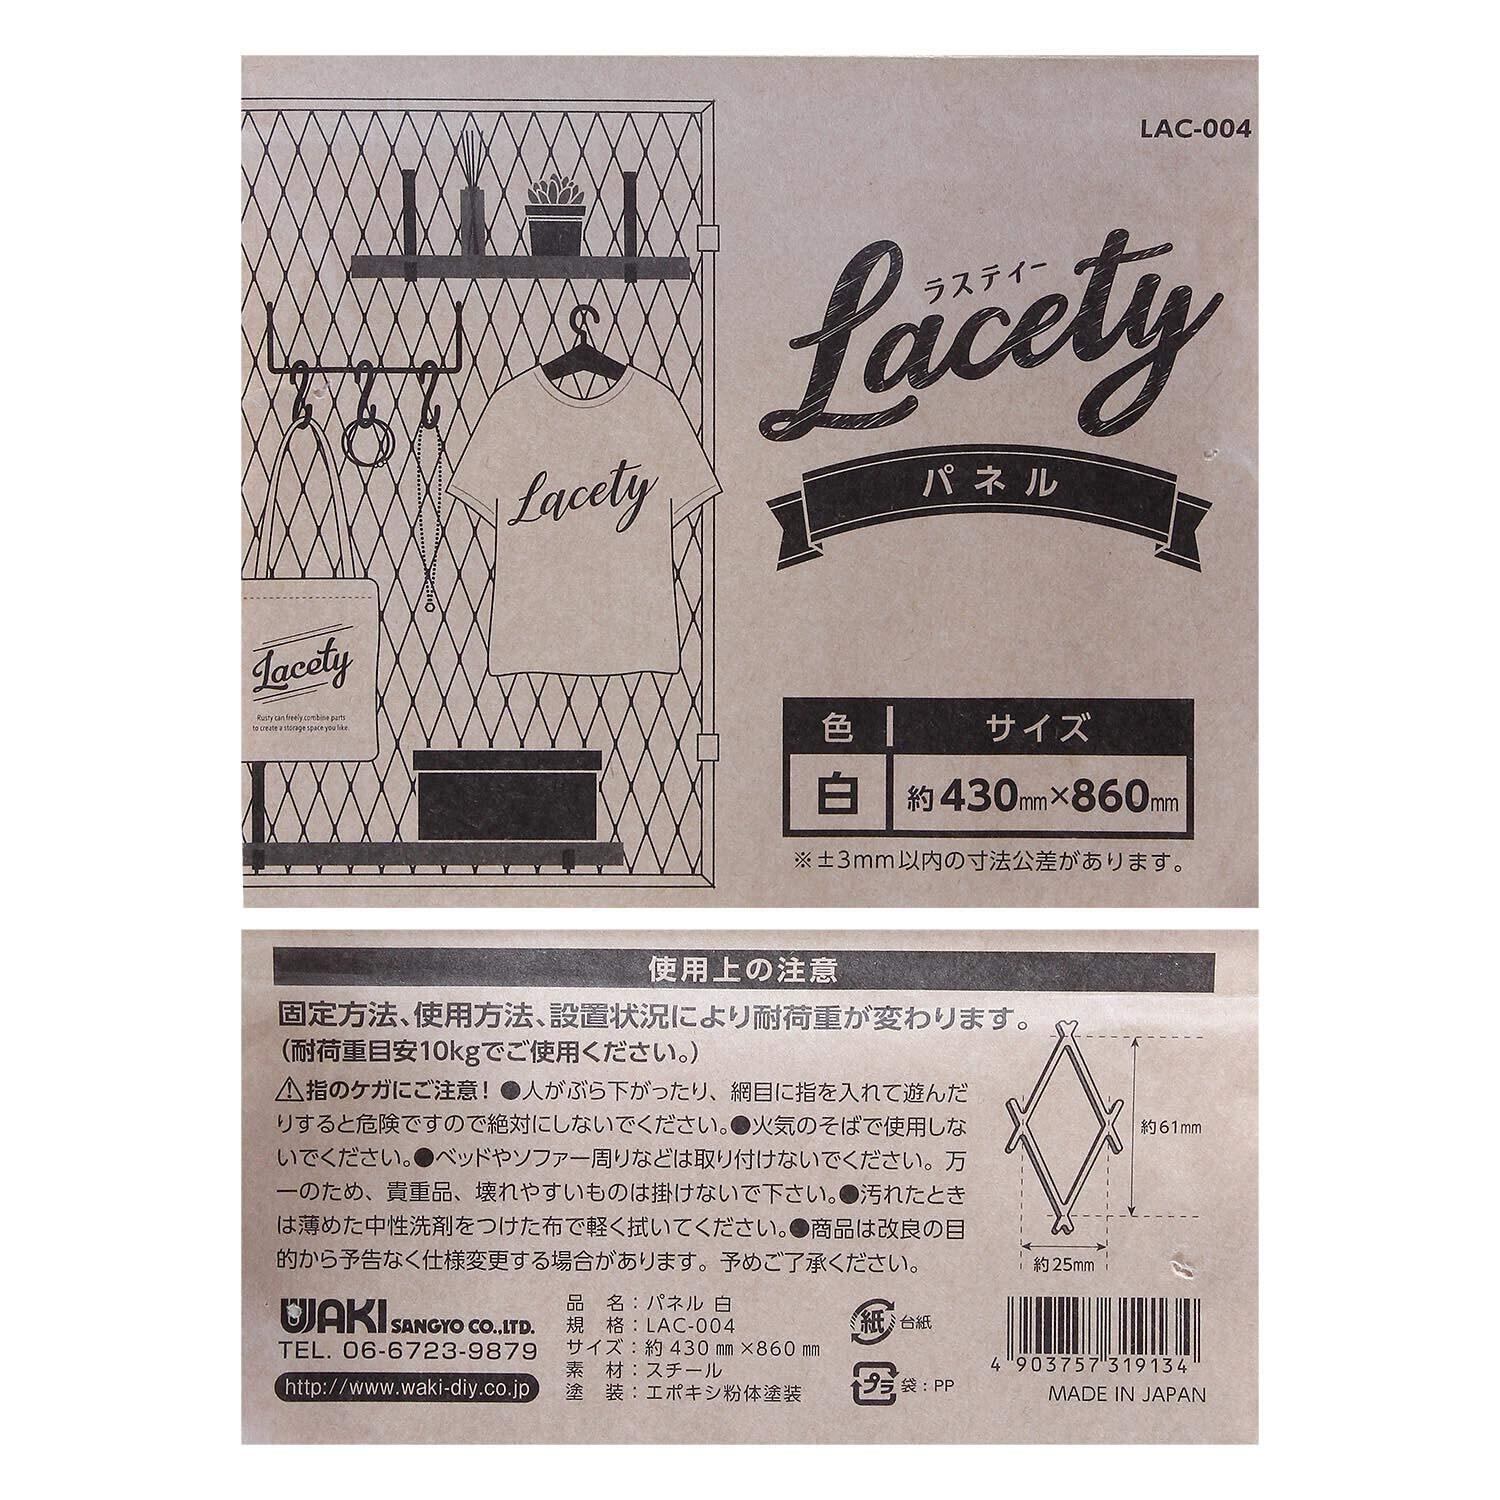 LAC-004
ラスティー
Lacety
パネル
Lacety
Lacety
Rusty can freely combine parts
to create a storage space you like.
色 サイズ
白 約430mm×860mm
※±3mm以内の寸法公差があります。
使用上の注意
固定方法、使用方法、設置状況により耐荷重が変わります。
（耐荷重目安10kgでご使用ください。）
⚠指のケガにご注意！●人がぶら下がったり、網目に指を入れて遊んだ
りすると危険ですので絶対にしないでください。●火気のそばで使用しな
いでください。●ベッドやソファー周りなどは取り付けないでください。万
一のため、貴重品、壊れやすいものは掛けないで下さい。●汚れたとき
は薄めた中性洗剤をつけた布で軽く拭いてください。●商品は改良の目
的から予告なく仕様変更する場合があります。予めご了承ください。
約61mm
約25mm
WAKI SANGYO CO.,LTD.
TEL. 06-6723-9879
http://www.waki-diy.co.jp
品 名：パネル 白
規 格：LAC-004
サイズ：約430㎜×860㎜
素 材：スチール
塗 装：エポキシ粉体塗装
紙 台紙
プラ 袋：PP
4 903757 319134
MADE IN JAPAN